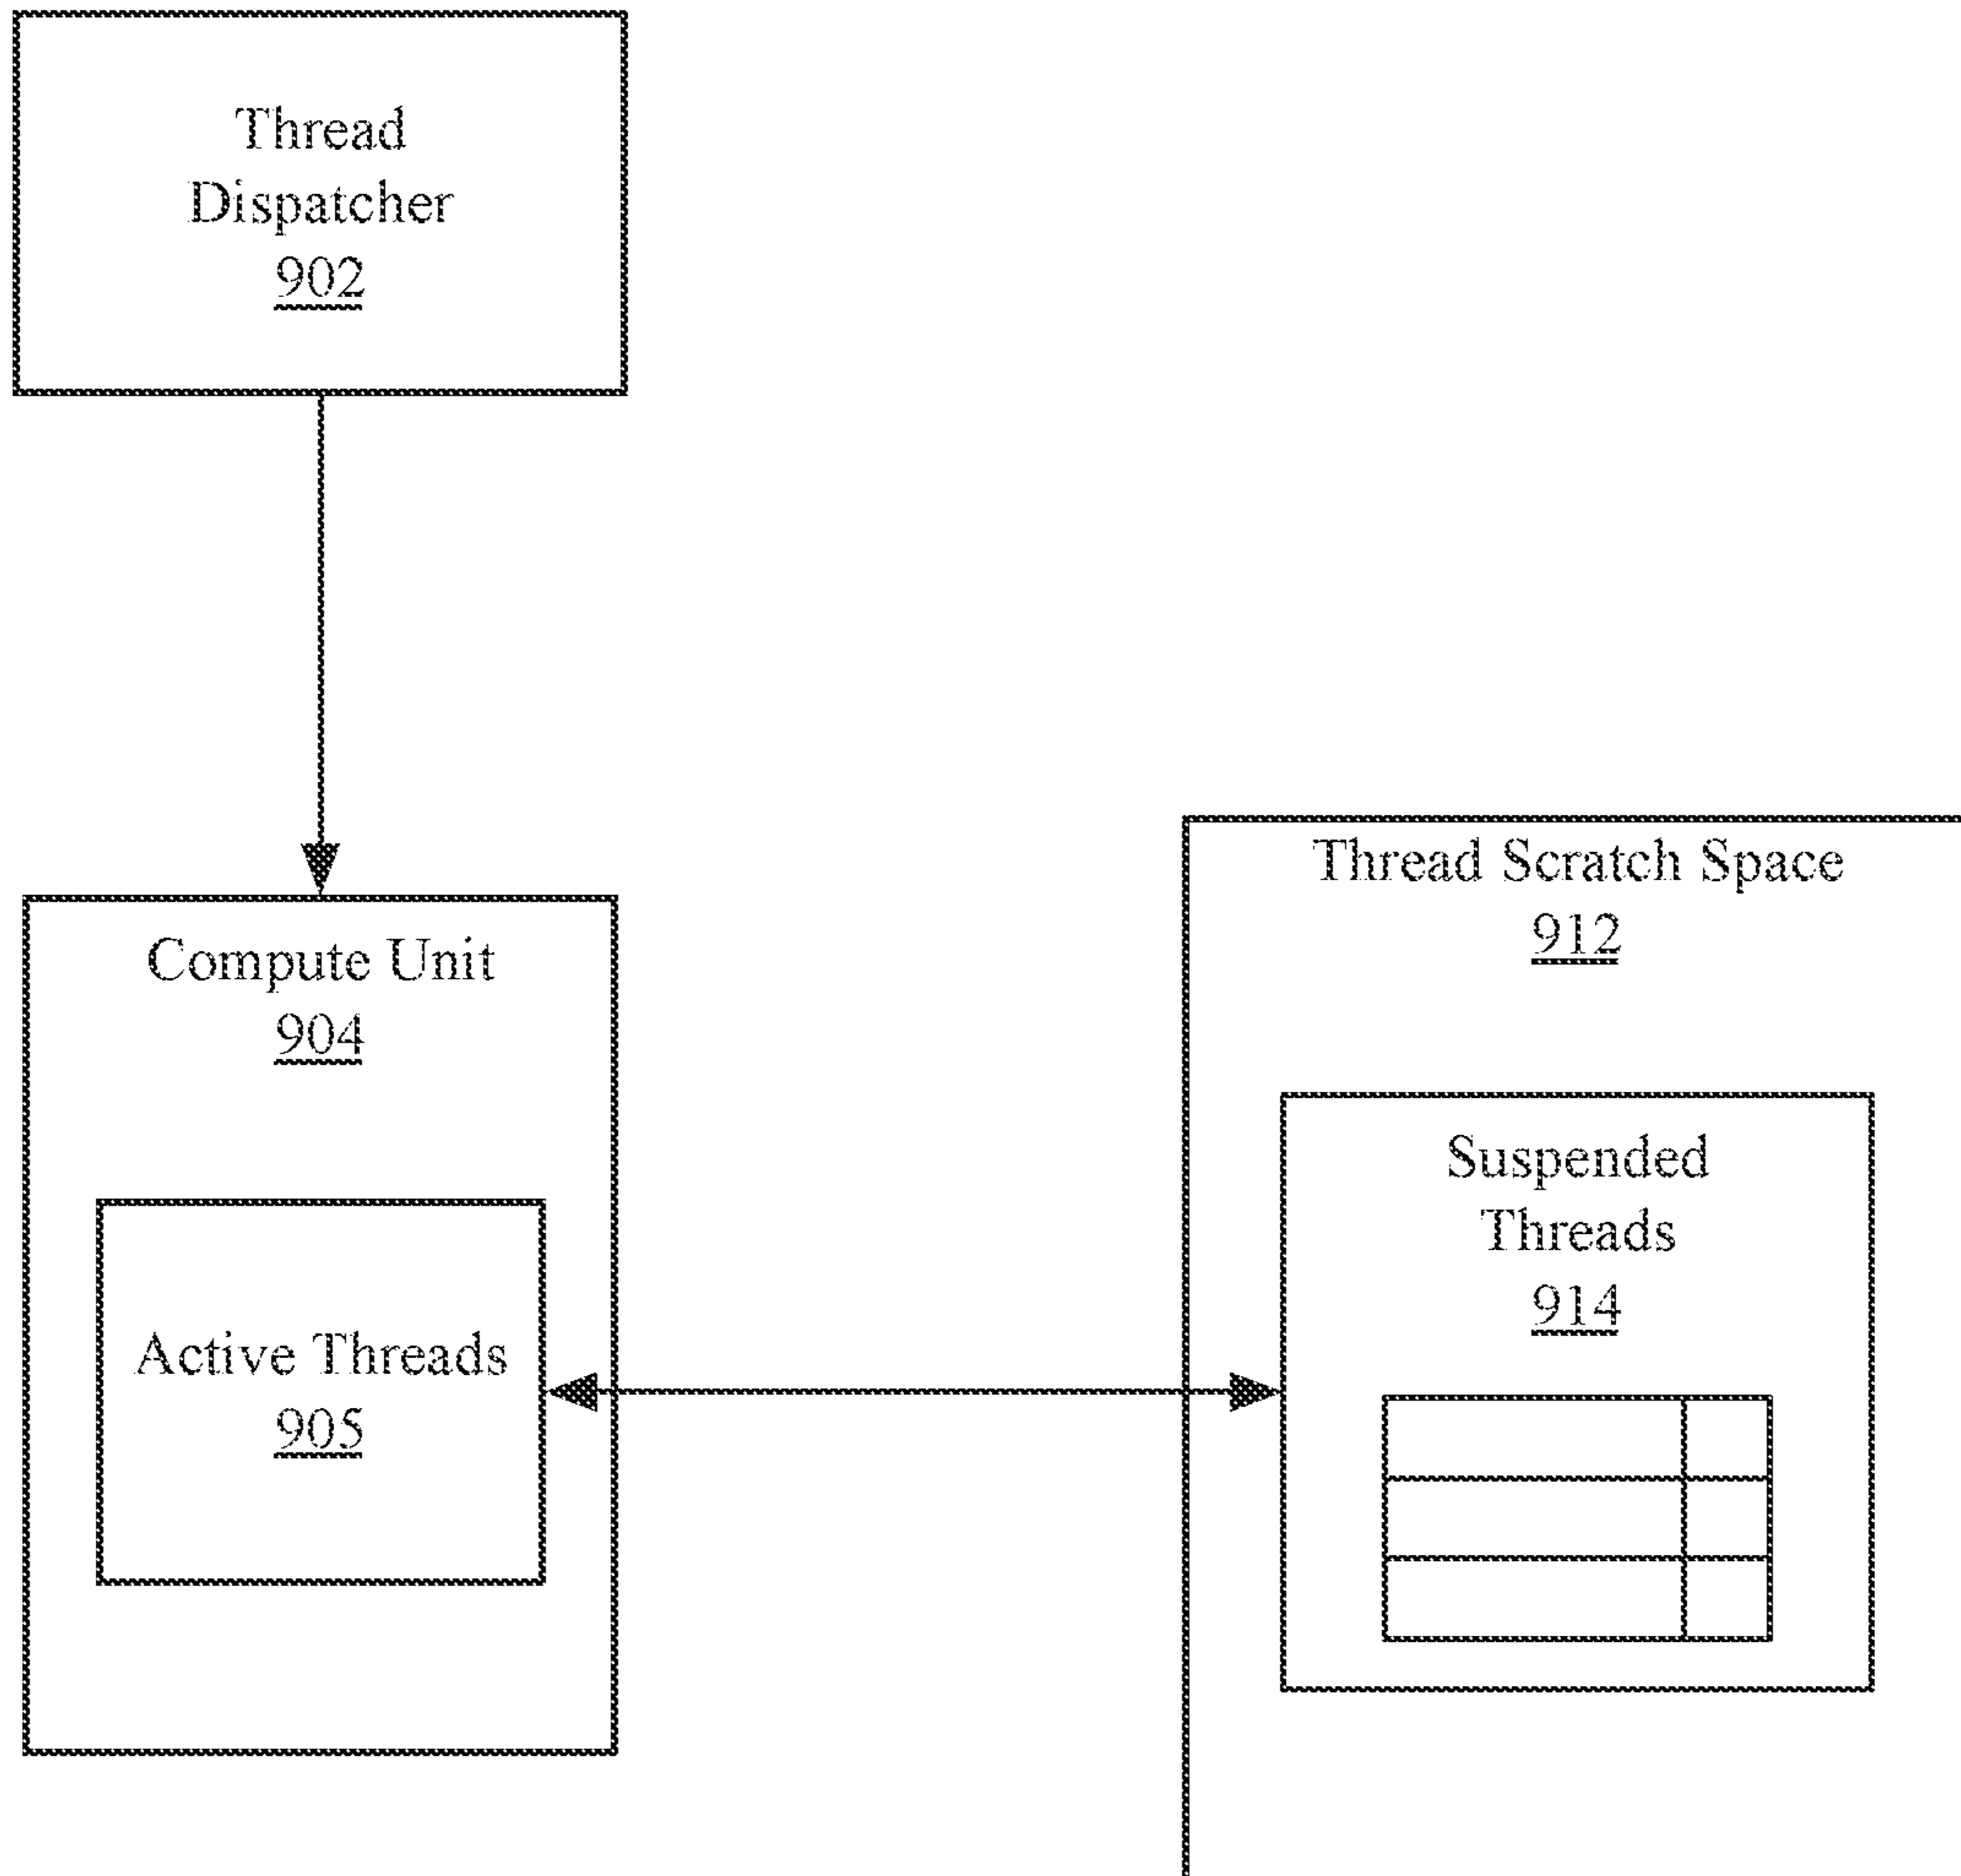 Thread
Dispatcher
902
Compute Unit
904
Active Threads
905
Thread Scratch Space
912
Suspended
Threads
914